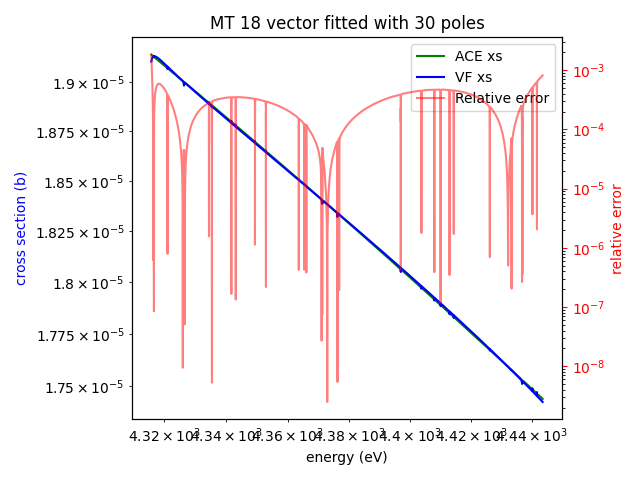 MT 18 vector fitted with 30 poles
ACE xs
VF xs
Relative error
cross section (b)
1.9 × 10⁻⁵
1.875 × 10⁻⁵
1.85 × 10⁻⁵
1.825 × 10⁻⁵
1.8 × 10⁻⁵
1.775 × 10⁻⁵
1.75 × 10⁻⁵
10⁻³
10⁻⁴
10⁻⁵
10⁻⁶
10⁻⁷
10⁻⁸
relative error
4.32 × 10³ 4.34 × 10³ 4.36 × 10³ 4.38 × 10³ 4.4 × 10³ 4.42 × 10³ 4.44 × 10³
energy (eV)